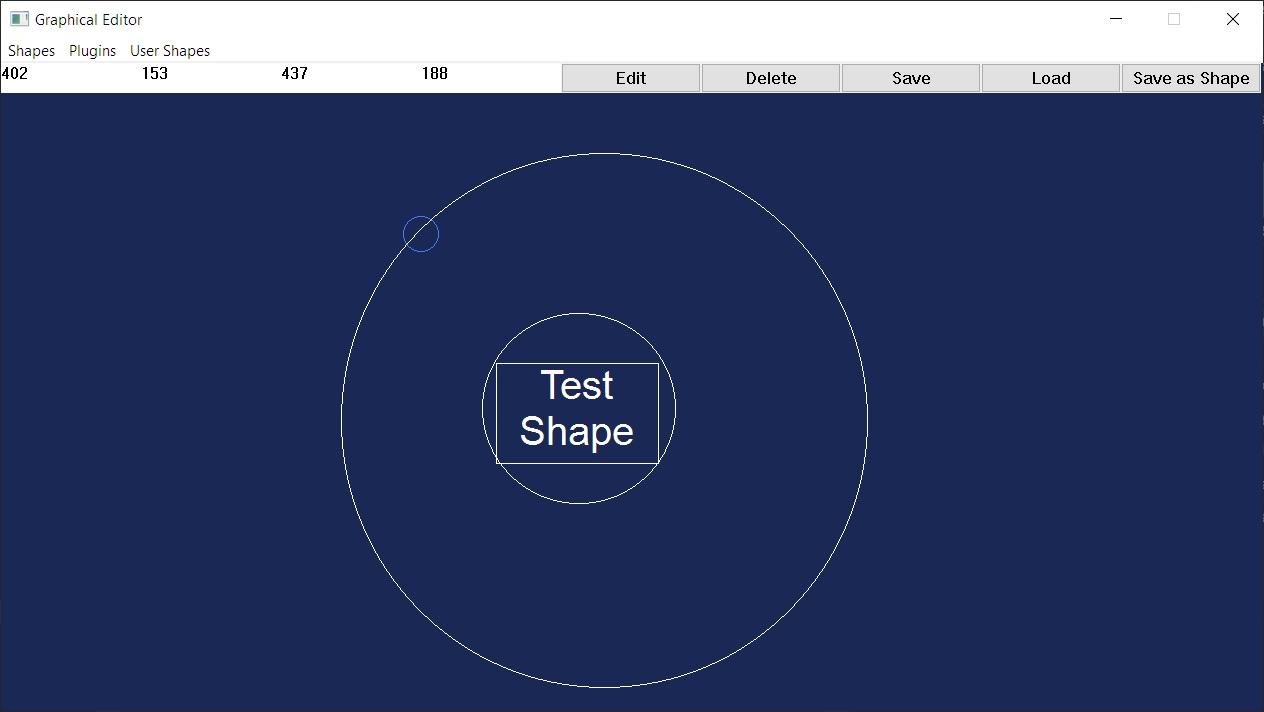 Graphical Editor
Shapes Plugins User Shapes
402 153 437 188 Edit Delete Save Load Save as Shape
Test
Shape